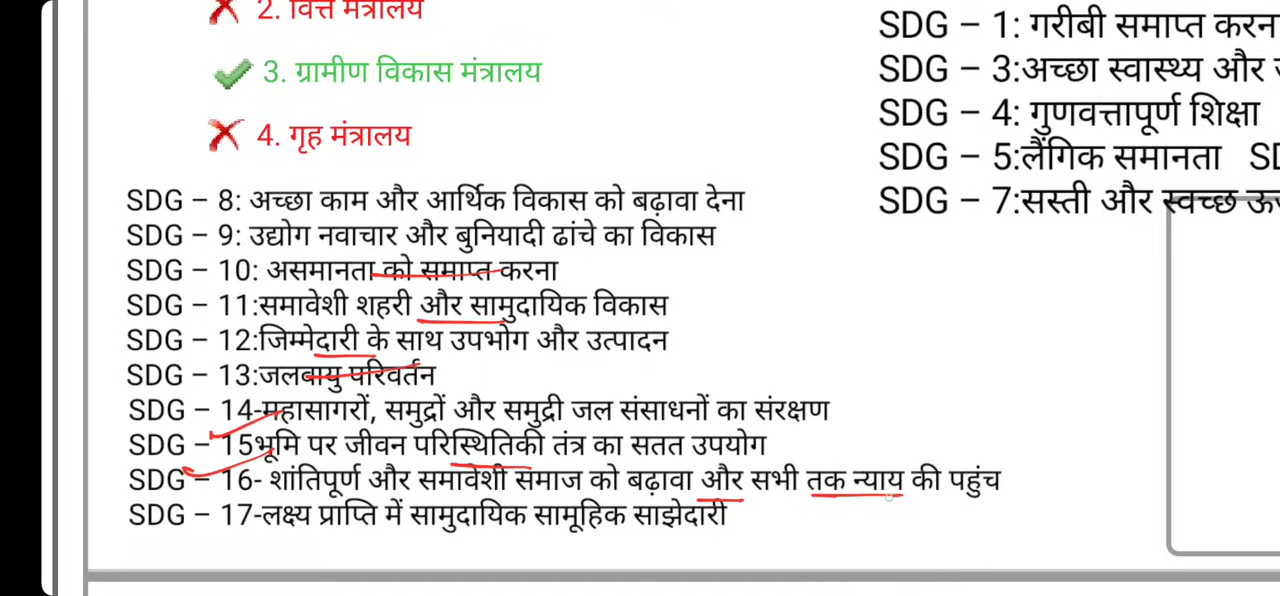 2. वित्त मंत्रालय
3. ग्रामीण विकास मंत्रालय
4. गृह मंत्रालय
SDG – 8: अच्छा काम और आर्थिक विकास को बढ़ावा देना
SDG – 9: उद्योग नवाचार और बुनियादी ढांचे का विकास
SDG – 10: असमानता को समाप्त करना
SDG – 11:समावेशी शहरी और सामुदायिक विकास
SDG – 12:जिम्मेदारी के साथ उपभोग और उत्पादन
SDG – 13:जलवायु परिवर्तन
SDG – 14-महासागरों, समुद्रों और समुद्री जल संसाधनों का संरक्षण
SDG – 15भूमि पर जीवन परिस्थितिकी तंत्र का सतत उपयोग
SDG – 16- शांतिपूर्ण और समावेशी समाज को बढ़ावा और सभी तक न्याय की पहुंच
SDG – 17-लक्ष्य प्राप्ति में सामुदायिक सामूहिक साझेदारी
SDG – 1: गरीबी समाप्त करन
SDG – 3:अच्छा स्वास्थ्य और
SDG – 4: गुणवत्तापूर्ण शिक्षा
SDG – 5:लैंगिक समानता SD
SDG – 7:सस्ती और स्वच्छ